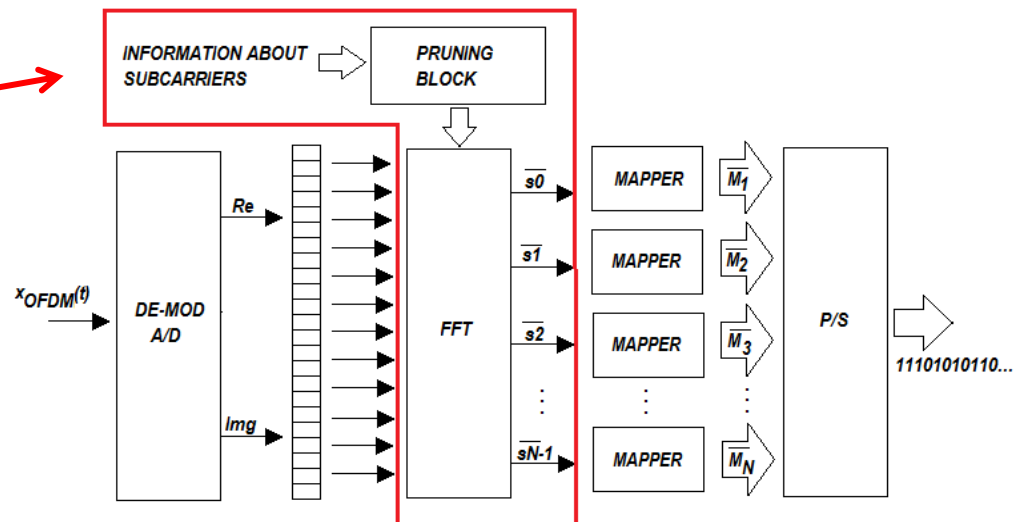 INFORMATION ABOUT
SUBCARRIERS
PRUNING
BLOCK
xOFDM(t)
DE-MOD
A/D
Re
Img
FFT
s0
s1
s2
⋮
sN-1
MAPPER
MAPPER
MAPPER
⋮
MAPPER
M1
M2
M3
⋮
MN
P/S
11101010110...